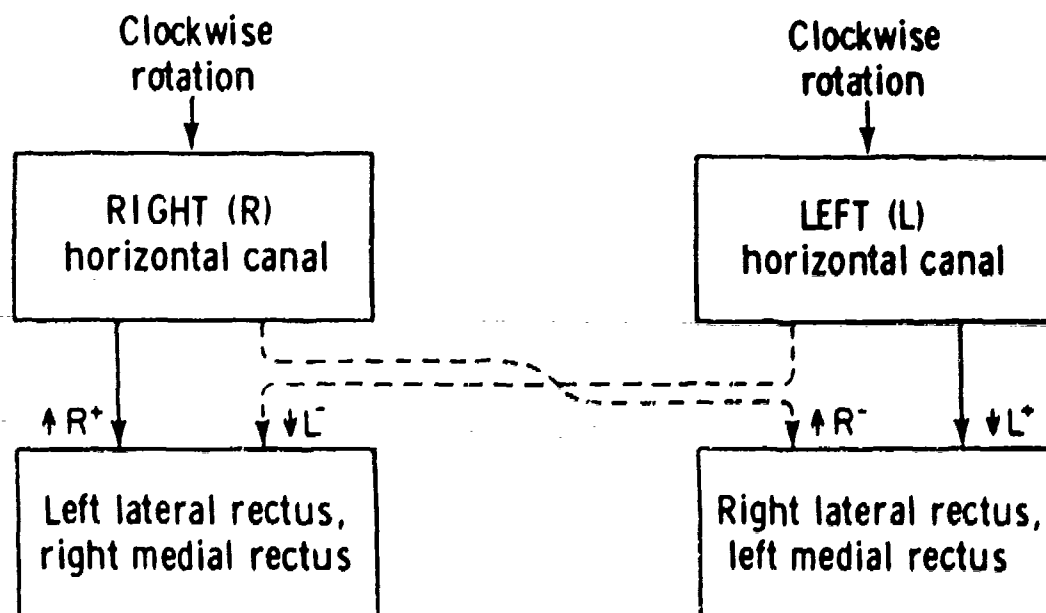 Clockwise
rotation
Clockwise
rotation
RIGHT (R)
horizontal canal
LEFT (L)
horizontal canal
↑ R⁺
↓ L⁻
↑ R⁻
↓ L⁺
Left lateral rectus,
right medial rectus
Right lateral rectus,
left medial rectus